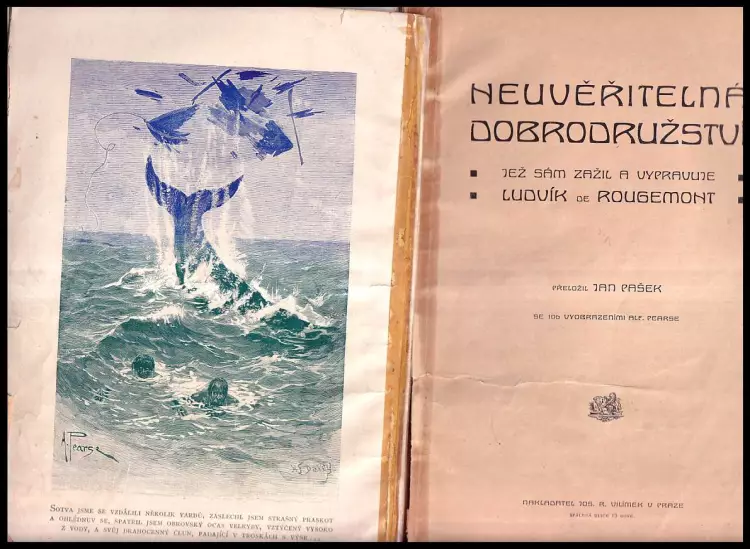 A. Pearse
SOTVA JSME SE VZDÁLILI NĚKOLIK YARDŮ, ZASLECHL JSEM STRAŠNÝ PRASKOT
A OHLÉDNUV SE, SPATŘIL JSEM OBROVSKÝ OCAS VELRYBY, VZTÝČENÝ VYSOKO
Z VODY, A SVŮJ DRAHOCENNÝ ČLUN, PADAJÍCÍ V TROSKÁCH S VÝŠE
NEUVĚŘITELNÁ
DOBRODRUŽSTV
JEŽ SÁM ZAŽIL A VYPRAVUJE
LUDVÍK DE ROUGEMONT
PŘELOŽIL JAN PAŠEK
SE 106 VYOBRAZENÍMI ALF. PEARSE
NAKLADATEL JOS. R. VILÍMEK V PRAZE